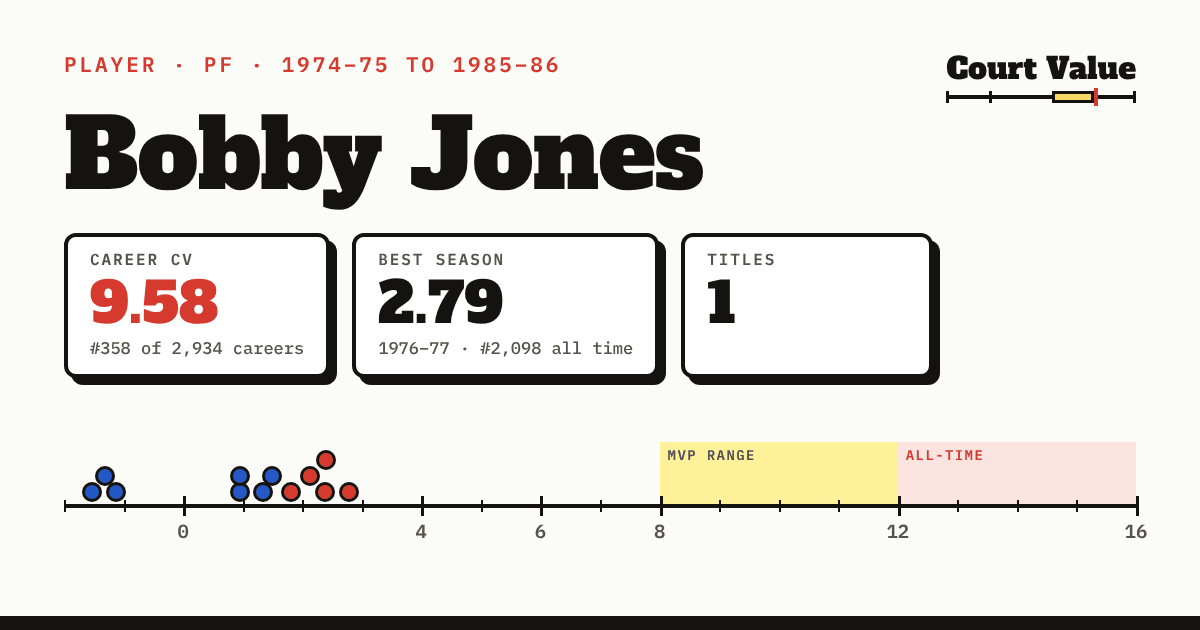 PLAYER · PF · 1974–75 TO 1985–86
Court Value
Bobby Jones
CAREER CV
9.58
#358 of 2,934 careers
BEST SEASON
2.79
1976–77 · #2,098 all time
TITLES
1
MVP RANGE
ALL-TIME
0 4 6 8 12 16